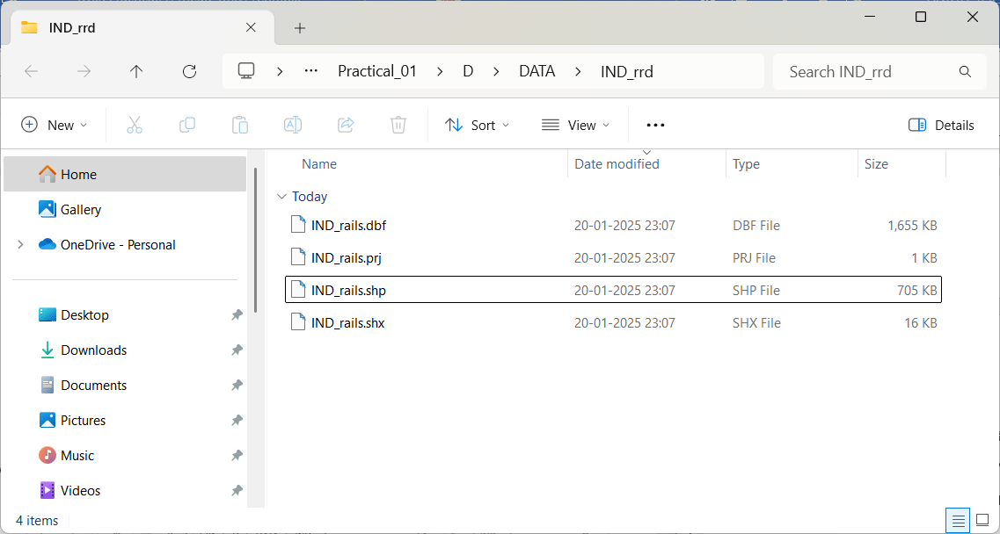 IND_rrd
Practical_01 D DATA IND_rrd
Search IND_rrd
New Sort View Details
Home
Gallery
OneDrive - Personal
Desktop
Downloads
Documents
Pictures
Music
Videos
Name Date modified Type Size
Today
IND_rails.dbf 20-01-2025 23:07 DBF File 1,655 KB
IND_rails.prj 20-01-2025 23:07 PRJ File 1 KB
IND_rails.shp 20-01-2025 23:07 SHP File 705 KB
IND_rails.shx 20-01-2025 23:07 SHX File 16 KB
4 items